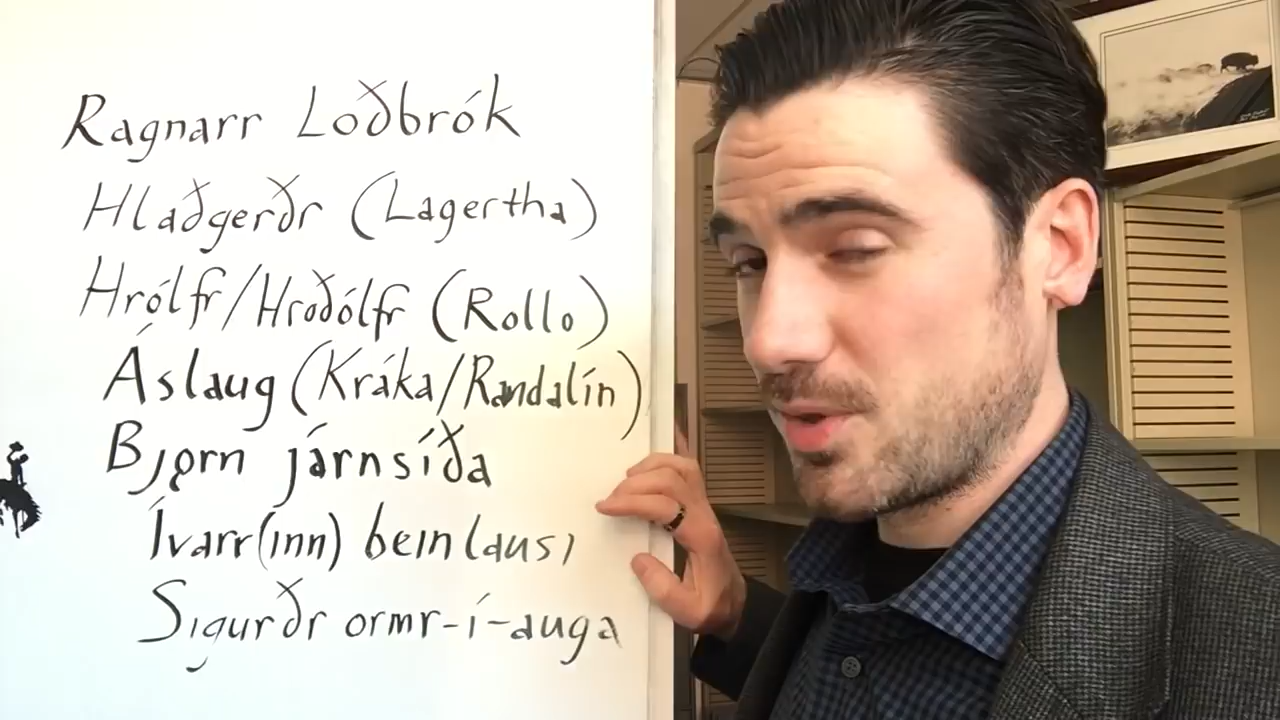 Ragnarr Loðbrók
Hlaðgerðr (Lagertha)
Hrólfr/Hroðólfr (Rollo)
Áslaug (Kráka/Randalín)
Bjǫrn járnsíða
Ívarr(inn) beinlausi
Sigurðr ormr-í-auga